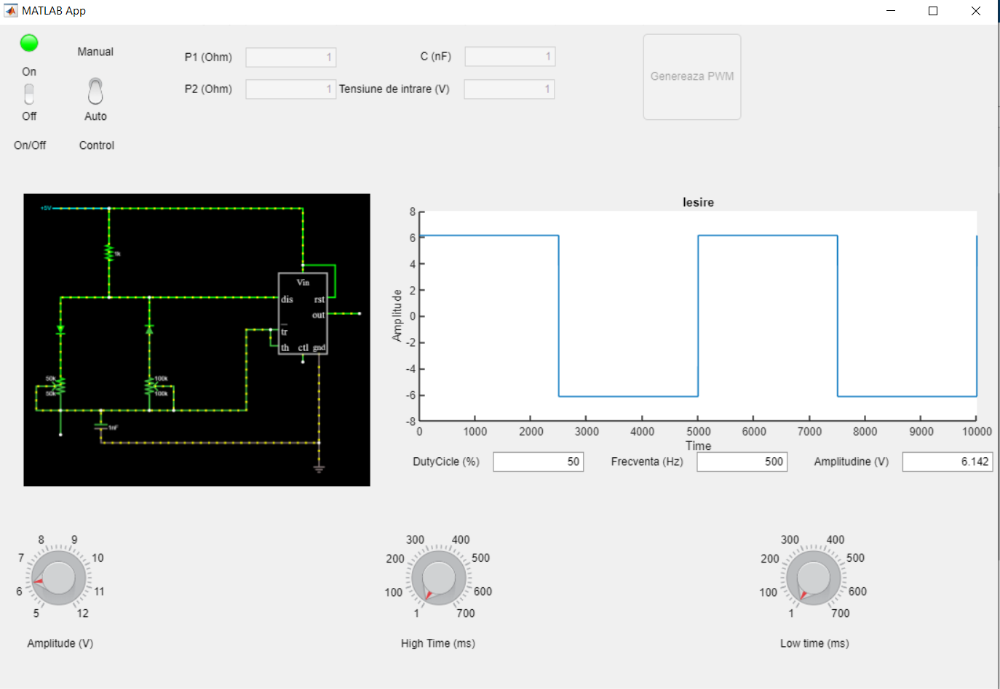 MATLAB App
Manual
On
Off
Auto
On/Off
Control
P1 (Ohm) 1
C (nF) 1
P2 (Ohm) 1
Tensiune de intrare (V) 1
Genereaza PWM
+5V
1k
Vin
dis
rst
out
tr
th
ctl
gnd
50k
50k
100k
100k
1nF
Iesire
Amplitude
8
6
4
2
0
-2
-4
-6
-8
0 1000 2000 3000 4000 5000 6000 7000 8000 9000 10000
Time
DutyCicle (%) 50
Frecventa (Hz) 500
Amplitudine (V) 6.142
5 6 7 8 9 10 11 12
Amplitude (V)
1 100 200 300 400 500 600 700
High Time (ms)
1 100 200 300 400 500 600 700
Low time (ms)